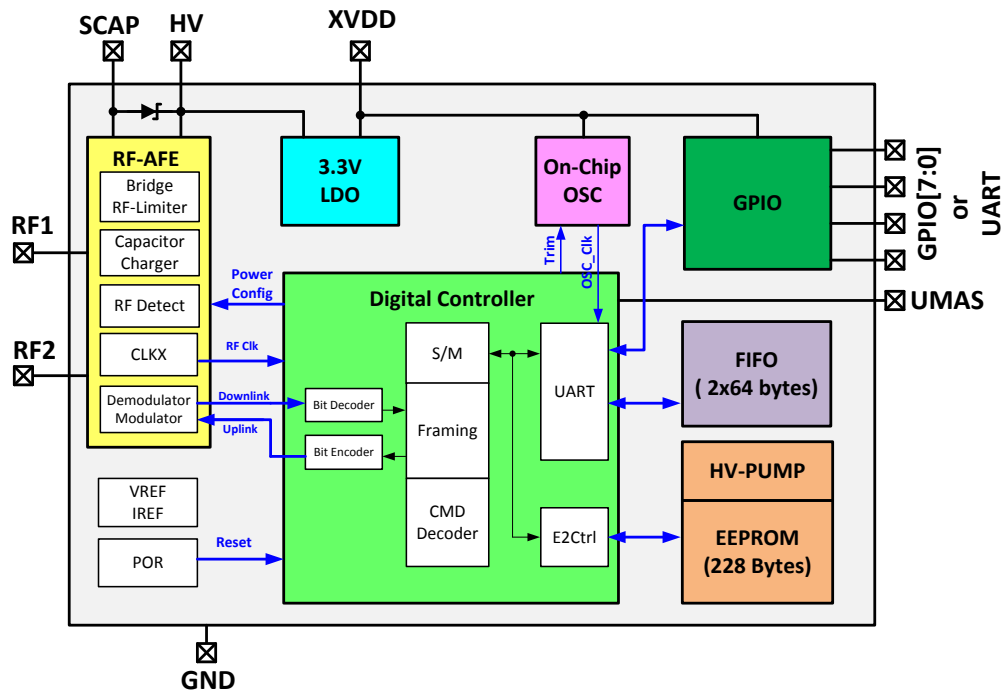 SCAP
HV
XVDD
RF-AFE
Bridge
RF-Limiter
Capacitor
Charger
RF Detect
CLKX
Demodulator
Modulator
VREF
IREF
POR
RF1
RF2
3.3V
LDO
On-Chip
OSC
GPIO
GPIO[7:0]
or
UART
UMAS
Trim
OSC_Clk
Power
Config
RF Clk
Downlink
Uplink
Reset
Digital Controller
S/M
Framing
CMD
Decoder
Bit Decoder
Bit Encoder
UART
E2Ctrl
FIFO
( 2x64 bytes)
HV-PUMP
EEPROM
(228 Bytes)
GND